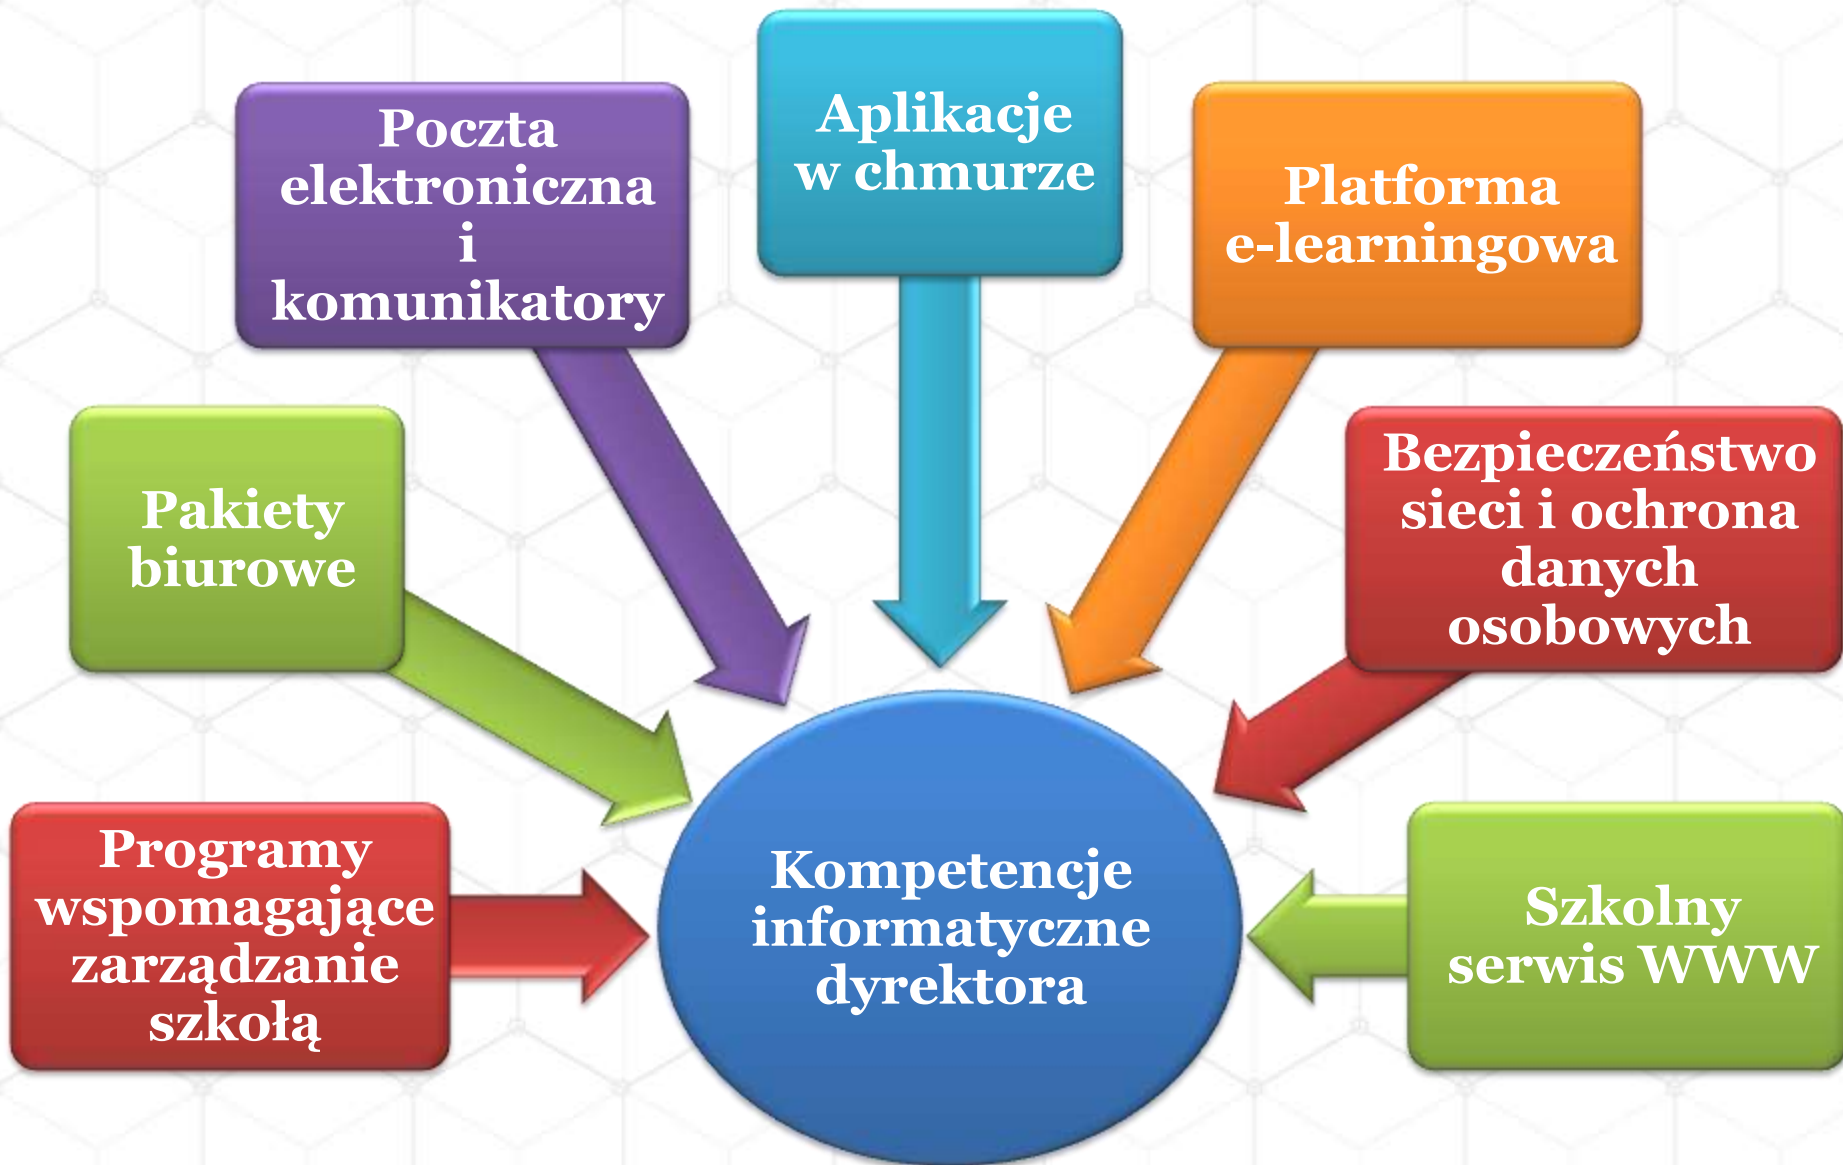 Poczta
elektroniczna
i
komunikatory
Aplikacje
w chmurze
Platforma
e-learningowa
Pakiety
biurowe
Bezpieczeństwo
sieci i ochrona
danych
osobowych
Programy
wspomagające
zarządzanie
szkołą
Kompetencje
informatyczne
dyrektora
Szkolny
serwis WWW